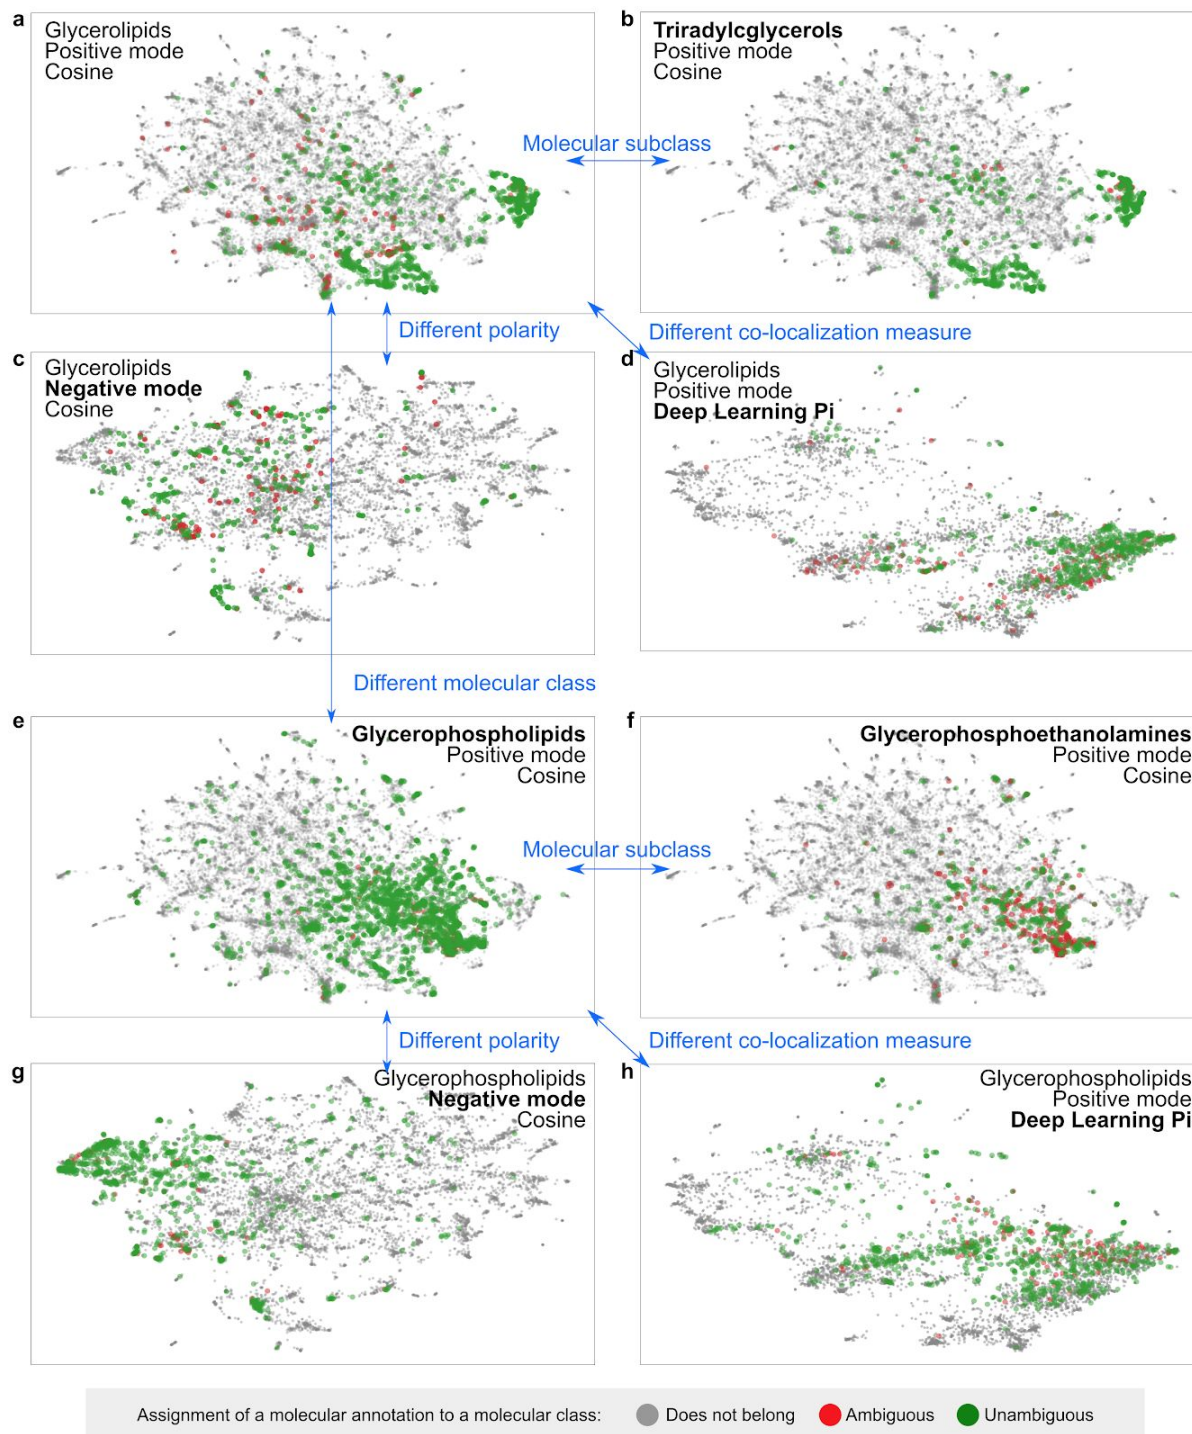 a
Glycerolipids
Positive mode
Cosine
b
Triradylcglycerols
Positive mode
Cosine
Molecular subclass
Different polarity
Different co-localization measure
c
Glycerolipids
Negative mode
Cosine
d
Glycerolipids
Positive mode
Deep Learning Pi
Different molecular class
e
Glycerophospholipids
Positive mode
Cosine
f
Glycerophosphoethanolamines
Positive mode
Cosine
Molecular subclass
Different polarity
Different co-localization measure
g
Glycerophospholipids
Negative mode
Cosine
h
Glycerophospholipids
Positive mode
Deep Learning Pi
Assignment of a molecular annotation to a molecular class: Does not belong Ambiguous Unambiguous